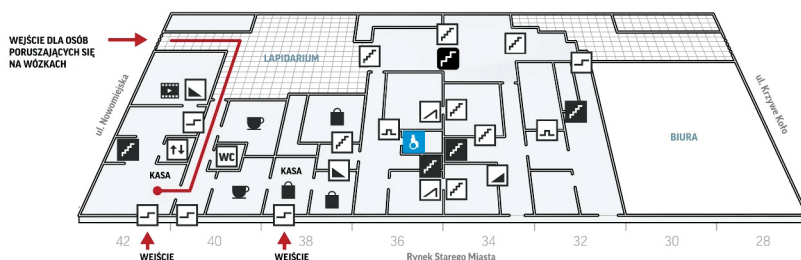 WEJŚCIE DLA OSÓB
PORUSZAJĄCYCH SIĘ
NA WÓZKACH
LAPIDARIUM
ul. Nowomiejska
ul. Krzywe Koło
BIURA
WC
KASA
KASA
42 40 38 36 34 32 30 28
WEJŚCIE WEJŚCIE Rynek Starego Miasta